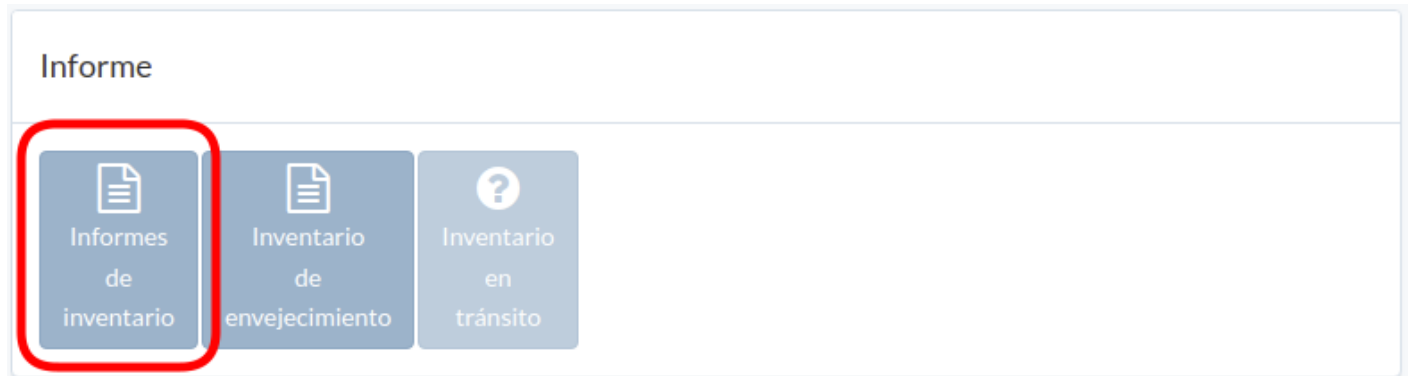 Informe
Informes
de
inventario
Inventario
de
envejecimiento
?
Inventario
en
tránsito